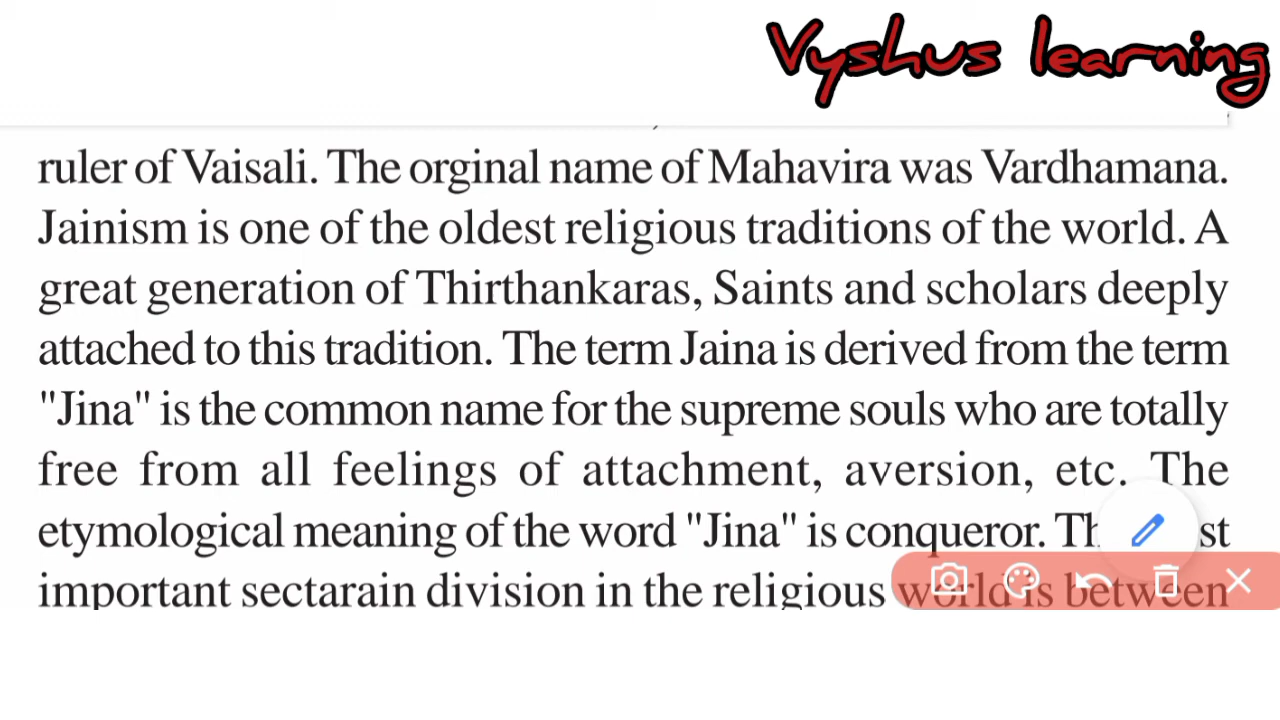 Vyshus learning
ruler of Vaisali. The orginal name of Mahavira was Vardhamana.
Jainism is one of the oldest religious traditions of the world. A
great generation of Thirthankaras, Saints and scholars deeply
attached to this tradition. The term Jaina is derived from the term
"Jina" is the common name for the supreme souls who are totally
free from all feelings of attachment, aversion, etc. The
etymological meaning of the word "Jina" is conqueror.
important sectarain division in the religious world is between